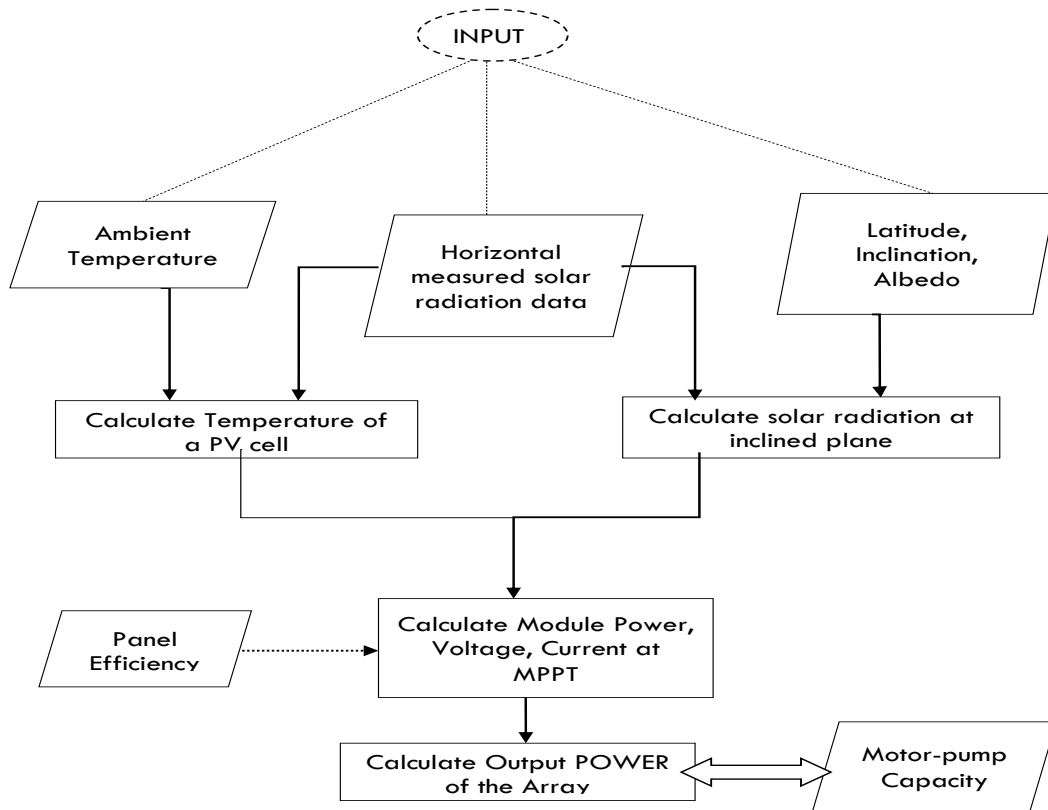 INPUT
Ambient
Temperature
Horizontal
measured solar
radiation data
Latitude,
Inclination,
Albedo
Calculate Temperature of
a PV cell
Calculate solar radiation at
inclined plane
Panel
Efficiency
Calculate Module Power,
Voltage, Current at
MPPT
Calculate Output POWER
of the Array
Motor-pump
Capacity